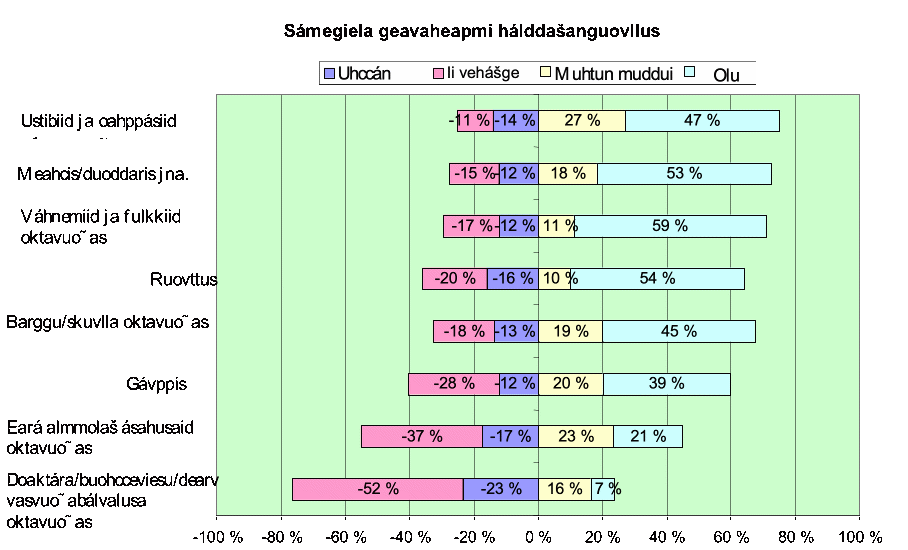 Sámegiela geavaheapmi hálddašanguovllus
Uhccán Ii vehášge Muhtun muddui Olu
Ustibiid ja oahppásiid
-11 % -14 % 27 % 47 %
Meahcis/duoddaris jna.
-15 % -12 % 18 % 53 %
Váhnemiid ja fulkkiid
oktavuo˜as
-17 % -12 % 11 % 59 %
Ruovttus
-20 % -16 % 10 % 54 %
Barggu/skuvlla oktavuo˜as
-18 % -13 % 19 % 45 %
Gávppis
-28 % -12 % 20 % 39 %
Eará almmolaš ásahusaid
oktavuo˜as
-37 % -17 % 23 % 21 %
Doaktára/buohcceviesu/dearv
vasvuo˜abálvalusa
oktavuo˜as
-52 % -23 % 16 % 7 %
-100 % -80 % -60 % -40 % -20 % 0 % 20 % 40 % 60 % 80 % 100 %